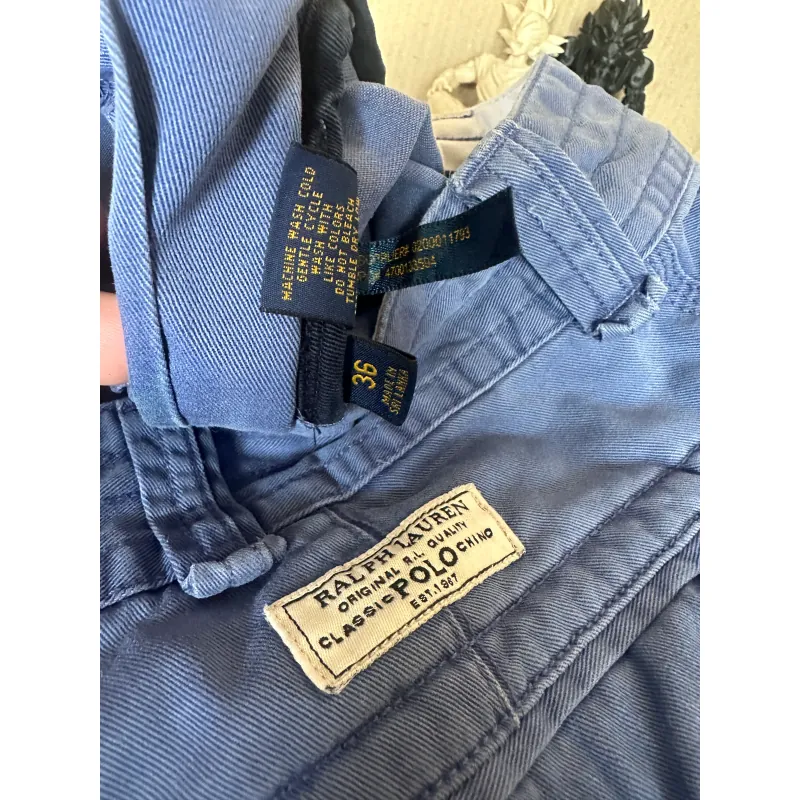 MACHINE WASH COLD
GENTLE CYCLE
WASH WITH
LIKE COLORS
DO NOT BLEACH
TUMBLE DRY LOW
0200011793
36
MADE IN
SRI LANKA
RALPH LAUREN
ORIGINAL R.L. QUALITY
CLASSIC POLO CHINO
EST. 1967